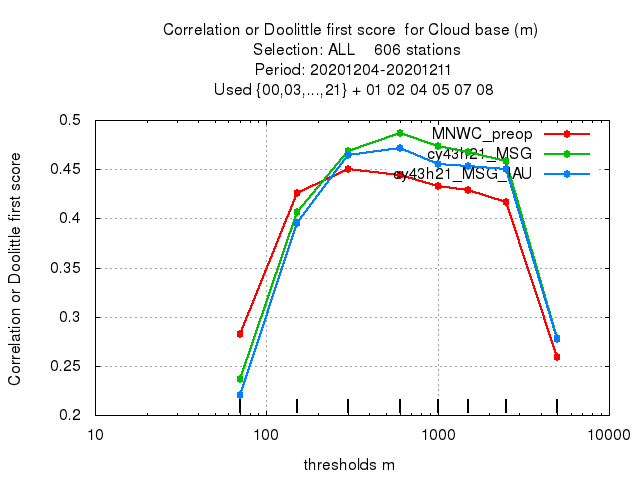 Correlation or Doolittle first score  for Cloud base (m)
Selection: ALL    606 stations
Period: 20201204-20201211
Used {00,03,...,21} + 01 02 04 05 07 08
MNWC_preop
cy43h21_MSG
cy43h21_MSG_IAU
Correlation or Doolittle first score
0.5
0.45
0.4
0.35
0.3
0.25
0.2
10 100 1000 10000
thresholds m